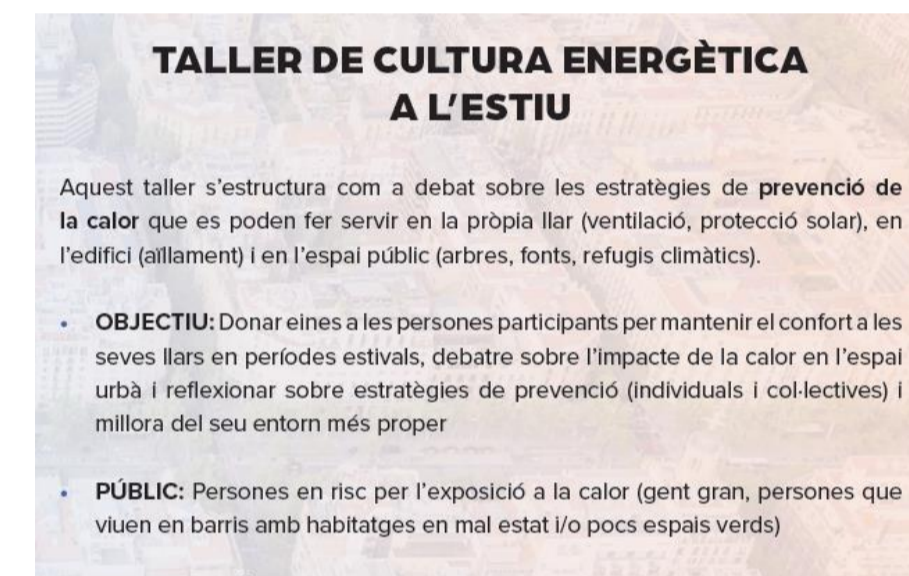 TALLER DE CULTURA ENERGÈTICA
A L'ESTIU
Aquest taller s'estructura com a debat sobre les estratègies de prevenció de
la calor que es poden fer servir en la pròpia llar (ventilació, protecció solar), en
l'edifici (aïllament) i en l'espai públic (arbres, fonts, refugis climàtics).
• OBJECTIU: Donar eines a les persones participants per mantenir el confort a les
seves llars en períodes estivals, debatre sobre l'impacte de la calor en l'espai
urbà i reflexionar sobre estratègies de prevenció (individuals i col·lectives) i
millora del seu entorn més proper
• PÚBLIC: Persones en risc per l'exposició a la calor (gent gran, persones que
viuen en barris amb habitatges en mal estat i/o pocs espais verds)